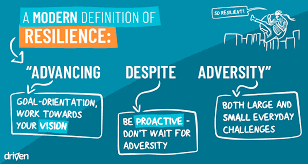 A MODERN DEFINITION OF
RESILIENCE:
SO RESILIENT!
"ADVANCING DESPITE ADVERSITY"
GOAL-ORIENTATION,
WORK TOWARDS
YOUR VISION
BE PROACTIVE -
DON'T WAIT FOR
ADVERSITY
BOTH LARGE AND
SMALL EVERYDAY
CHALLENGES
driven